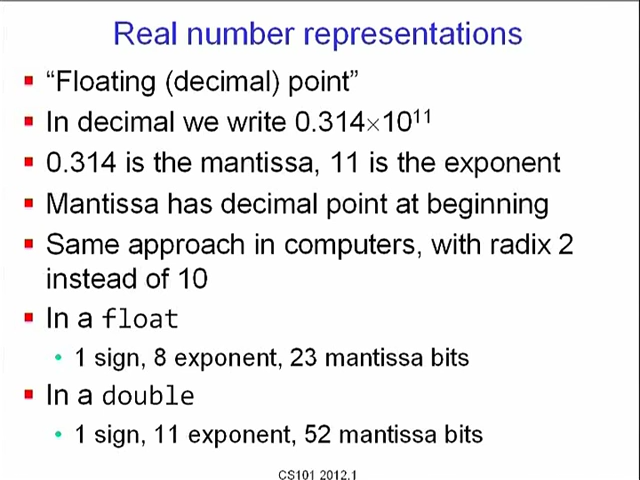 Real number representations
▪ “Floating (decimal) point”
▪ In decimal we write 0.314×10¹¹
▪ 0.314 is the mantissa, 11 is the exponent
▪ Mantissa has decimal point at beginning
▪ Same approach in computers, with radix 2
instead of 10
▪ In a float
• 1 sign, 8 exponent, 23 mantissa bits
▪ In a double
• 1 sign, 11 exponent, 52 mantissa bits
CS101 2012.1